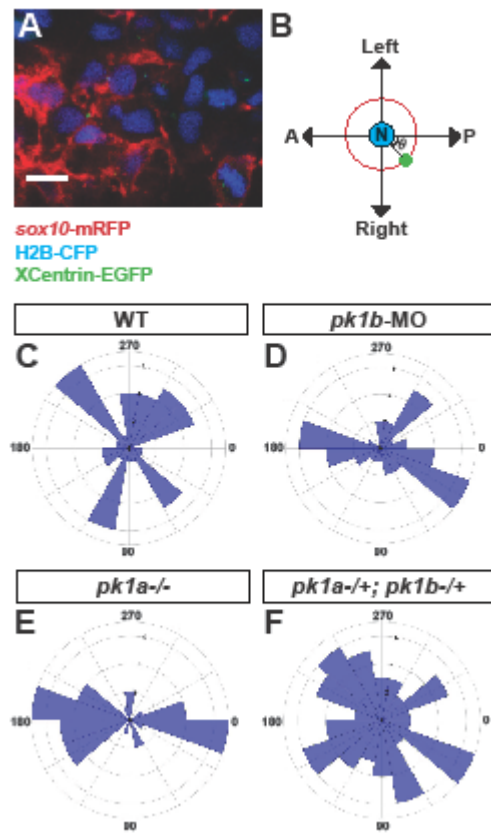 A
sox10-mRFP
H2B-CFP
XCentrin-EGFP
B
Left
A N θ P
Right
WT
C
270
180 0
90
pk1b-MO
D
270
180 0
90
pk1a-/-
E
270
180 0
90
pk1a-/+; pk1b-/+
F
270
180 0
90